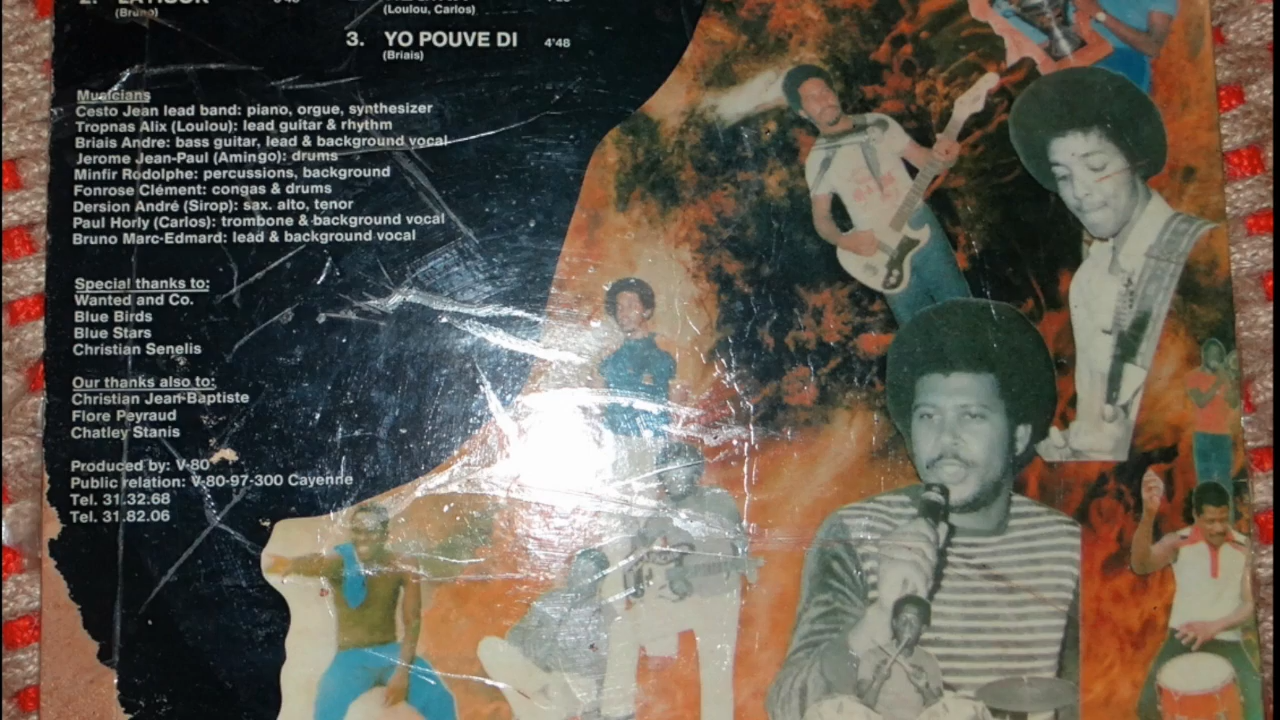 2.
(Bruno)
(Loulou, Carlos)
3. YO POUVE DI 4'48
(Briais)
Musicians
Cesto Jean lead band: piano, orgue, synthesizer
Tropnas Alix (Loulou): lead guitar & rhythm
Briais Andre: bass guitar, lead & background vocal
Jerome Jean-Paul (Amingo): drums
Minfir Rodolphe: percussions, background
Fonrose Clément: congas & drums
Dersion André (Sirop): sax. alto, tenor
Paul Horly (Carlos): trombone & background vocal
Bruno Marc-Edmard: lead & background vocal
Special thanks to:
Wanted and Co.
Blue Birds
Blue Stars
Christian Senelis
Our thanks also to:
Christian Jean-Baptiste
Flore Peyraud
Chatley Stanis
Produced by: V-80
Public relation: V-80-97-300 Cayenne
Tel. 31.32.68
Tel. 31.82.06